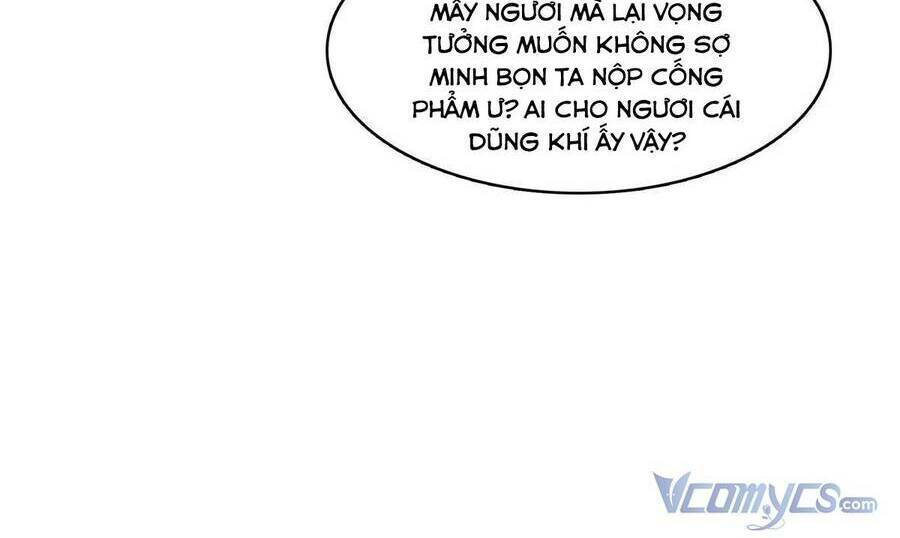 MẤY NGƯƠI MÀ LẠI VỌNG
TƯỞNG MUỐN KHÔNG SỢ
MINH BỌN TA NỘP CỐNG
PHẨM Ư? AI CHO NGƯƠI CÁI
DŨNG KHÍ ẤY VẬY?
VCOMYCS.com